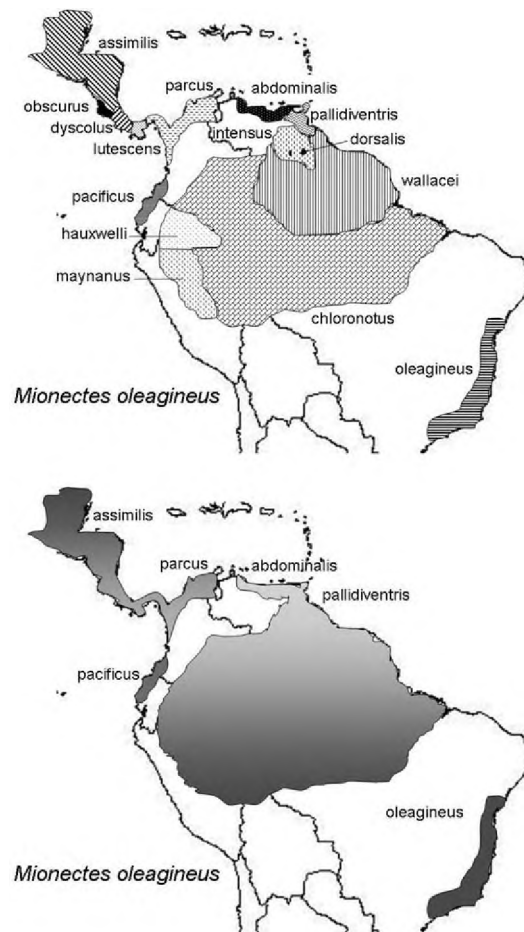 assimilis
parcus
abdominalis
obscurus
pallidiventris
dyscolus
intensus
dorsalis
lutescens
pacificus
wallacei
hauxwelli
maynanus
chloronotus
oleagineus
Mionectes oleagineus
assimilis
parcus
abdominalis
pallidiventris
pacificus
oleagineus
Mionectes oleagineus